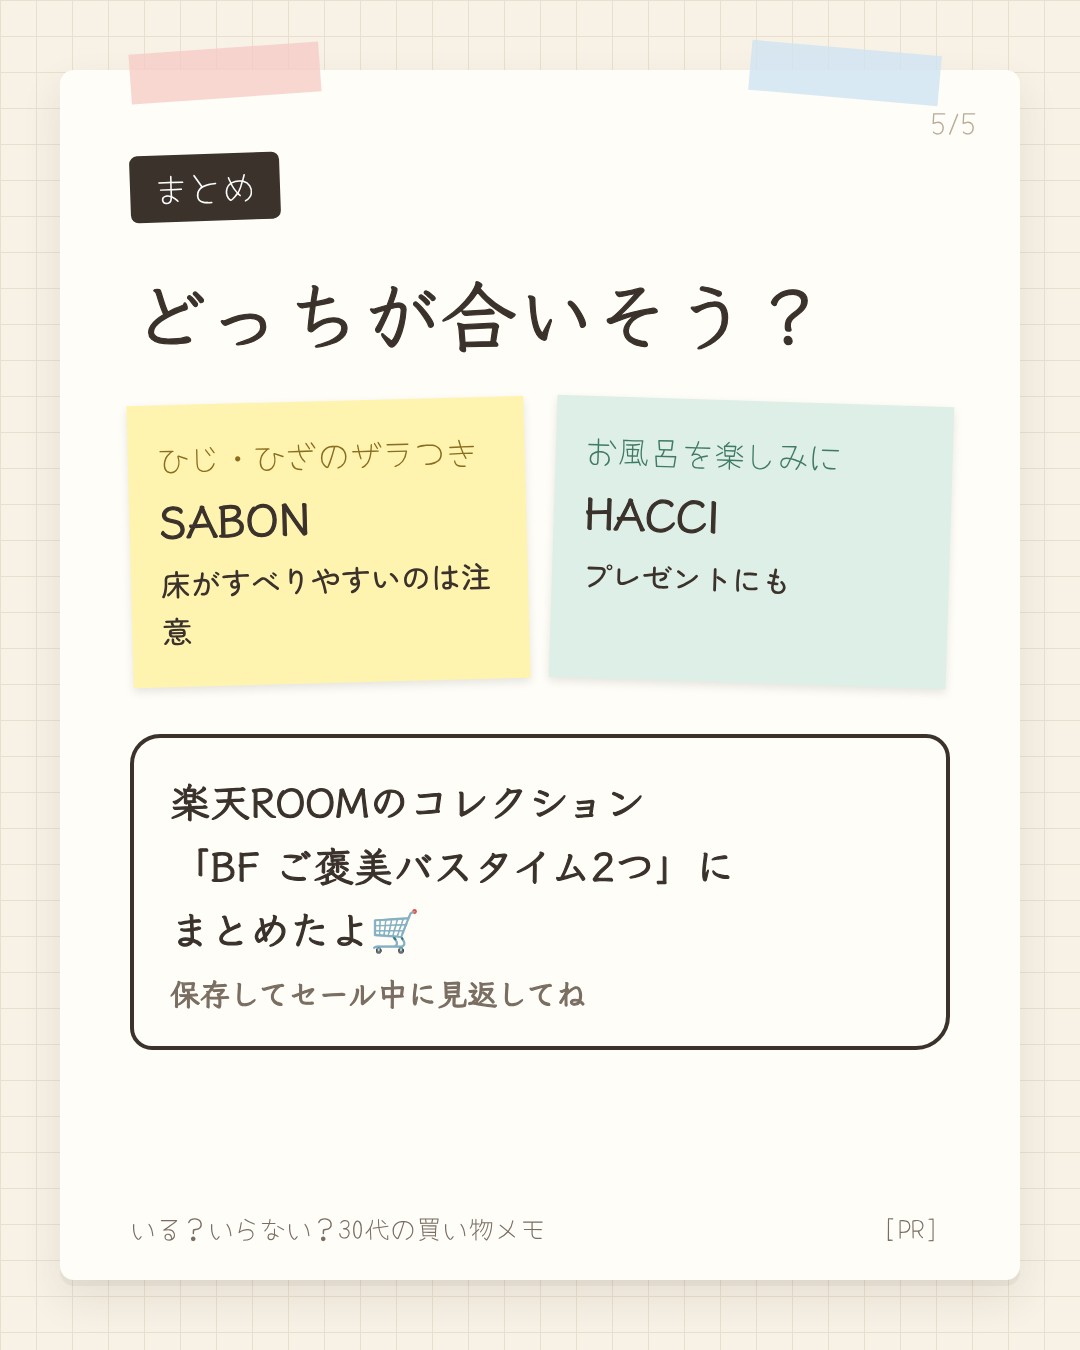 5/5
まとめ
どっちが合いそう？
ひじ・ひざのザラつき
SABON
床がすべりやすいのは注
意
お風呂を楽しみに
HACCI
プレゼントにも
楽天ROOMのコレクション
「BF ご褒美バスタイム2つ」に
まとめたよ🛒
保存してセール中に見返してね
いる？いらない？30代の買い物メモ
[PR]